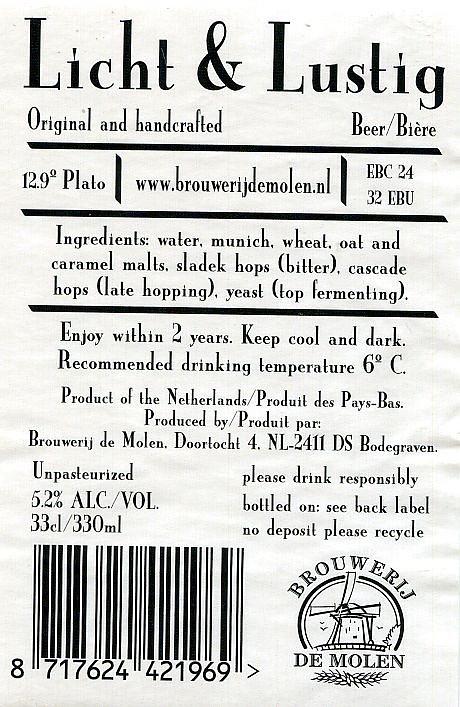 Licht & Lustig
Original and handcrafted Beer/Bière
12.9º Plato www.brouwerijdemolen.nl EBC 24
32 EBU
Ingredients: water, munich, wheat, oat and
caramel malts, sladek hops (bitter), cascade
hops (late hopping), yeast (top fermenting).
Enjoy within 2 years. Keep cool and dark.
Recommended drinking temperature 6º C.
Product of the Netherlands/Produit des Pays-Bas.
Produced by/Produit par:
Brouwerij de Molen, Doortocht 4, NL-2411 DS Bodegraven.
Unpasteurized please drink responsibly
5.2% ALC./VOL. bottled on: see back label
33cl/330ml no deposit please recycle
BROUWERIJ
DE MOLEN
8 717624 421969 >